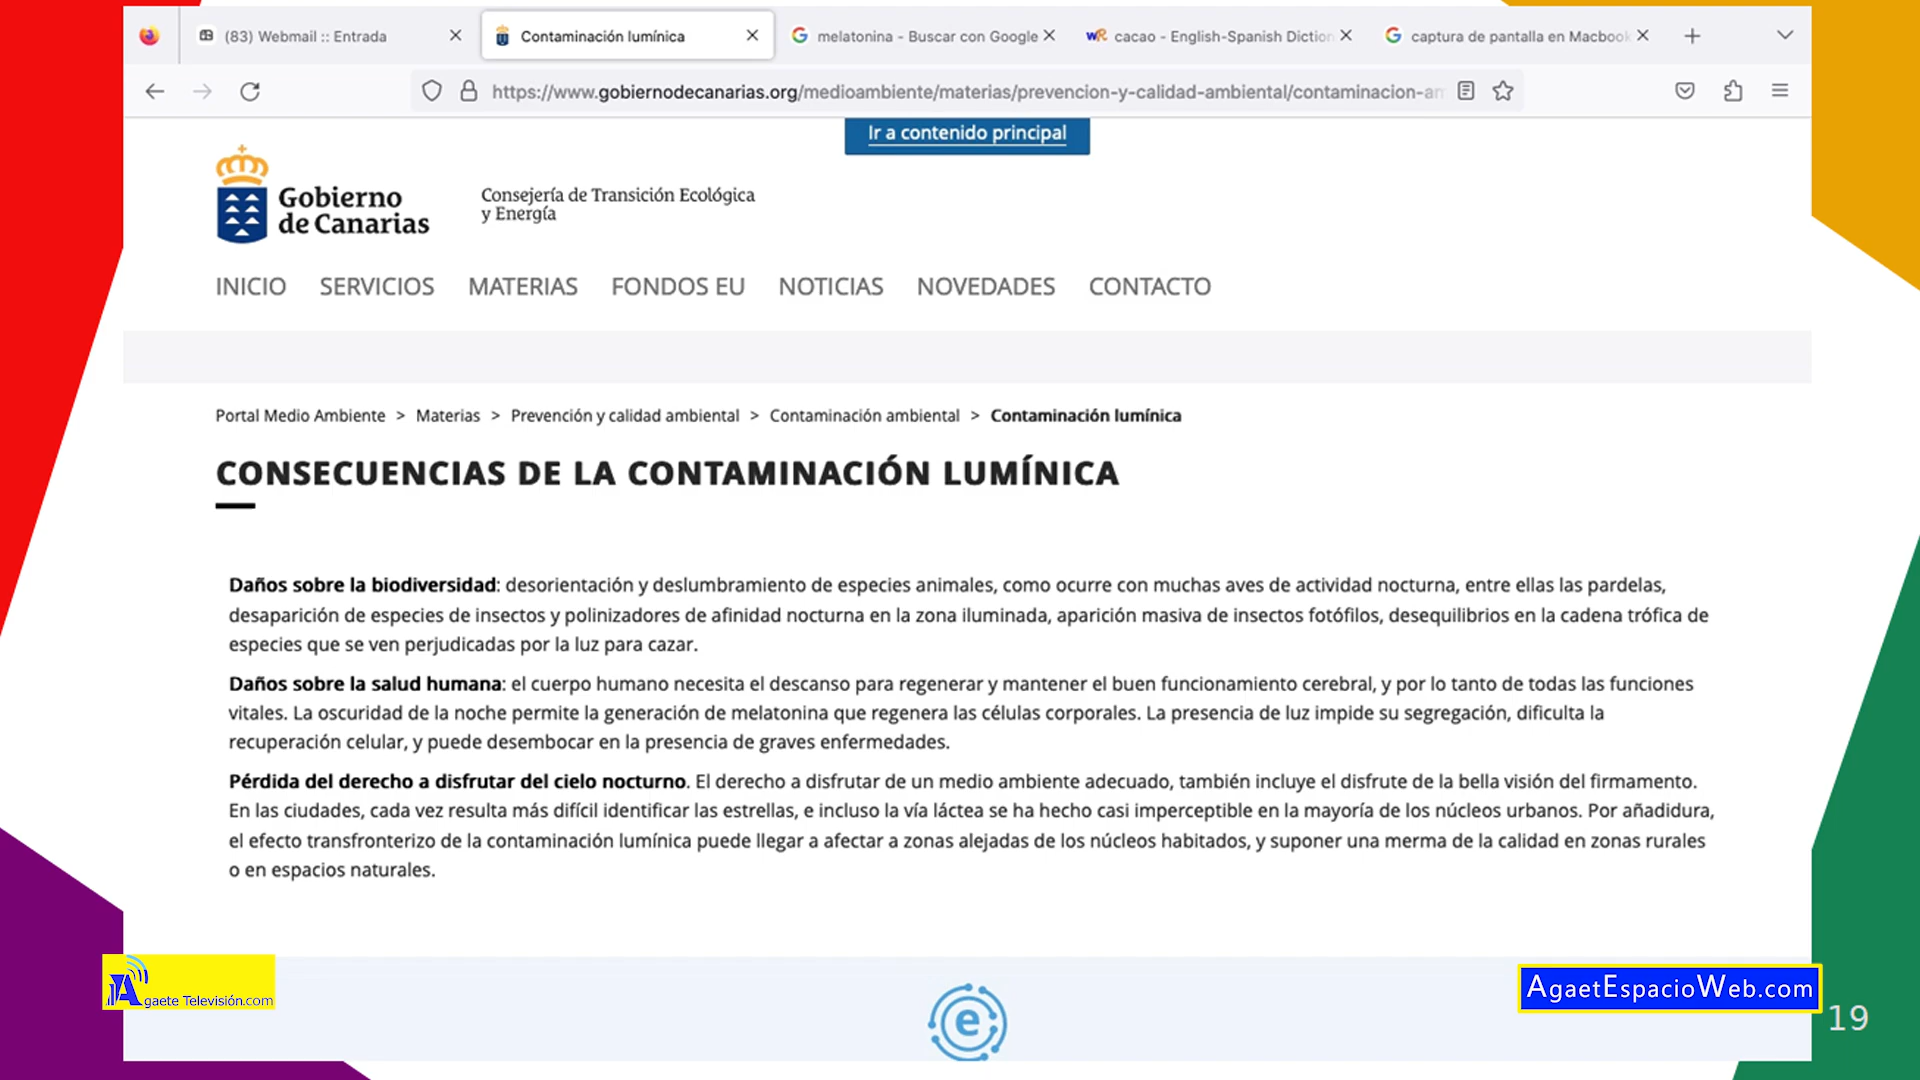 (83) Webmail :: Entrada
Contaminación lumínica
melatonina - Buscar con Google
cacao - English-Spanish Diction
captura de pantalla en Macbook
https://www.gobiernodecanarias.org/medioambiente/materias/prevencion-y-calidad-ambiental/contaminacion-am
Ir a contenido principal
Gobierno
de Canarias
Consejería de Transición Ecológica
y Energía
INICIO SERVICIOS MATERIAS FONDOS EU NOTICIAS NOVEDADES CONTACTO
Portal Medio Ambiente > Materias > Prevención y calidad ambiental > Contaminación ambiental > Contaminación lumínica
CONSECUENCIAS DE LA CONTAMINACIÓN LUMÍNICA
Daños sobre la biodiversidad: desorientación y deslumbramiento de especies animales, como ocurre con muchas aves de actividad nocturna, entre ellas las pardelas,
desaparición de especies de insectos y polinizadores de afinidad nocturna en la zona iluminada, aparición masiva de insectos fotófilos, desequilibrios en la cadena trófica de
especies que se ven perjudicadas por la luz para cazar.
Daños sobre la salud humana: el cuerpo humano necesita el descanso para regenerar y mantener el buen funcionamiento cerebral, y por lo tanto de todas las funciones
vitales. La oscuridad de la noche permite la generación de melatonina que regenera las células corporales. La presencia de luz impide su segregación, dificulta la
recuperación celular, y puede desembocar en la presencia de graves enfermedades.
Pérdida del derecho a disfrutar del cielo nocturno. El derecho a disfrutar de un medio ambiente adecuado, también incluye el disfrute de la bella visión del firmamento.
En las ciudades, cada vez resulta más difícil identificar las estrellas, e incluso la vía láctea se ha hecho casi imperceptible en la mayoría de los núcleos urbanos. Por añadidura,
el efecto transfronterizo de la contaminación lumínica puede llegar a afectar a zonas alejadas de los núcleos habitados, y suponer una merma de la calidad en zonas rurales
o en espacios naturales.
Agaete Televisión.com
e
AgaetEspacioWeb.com
19